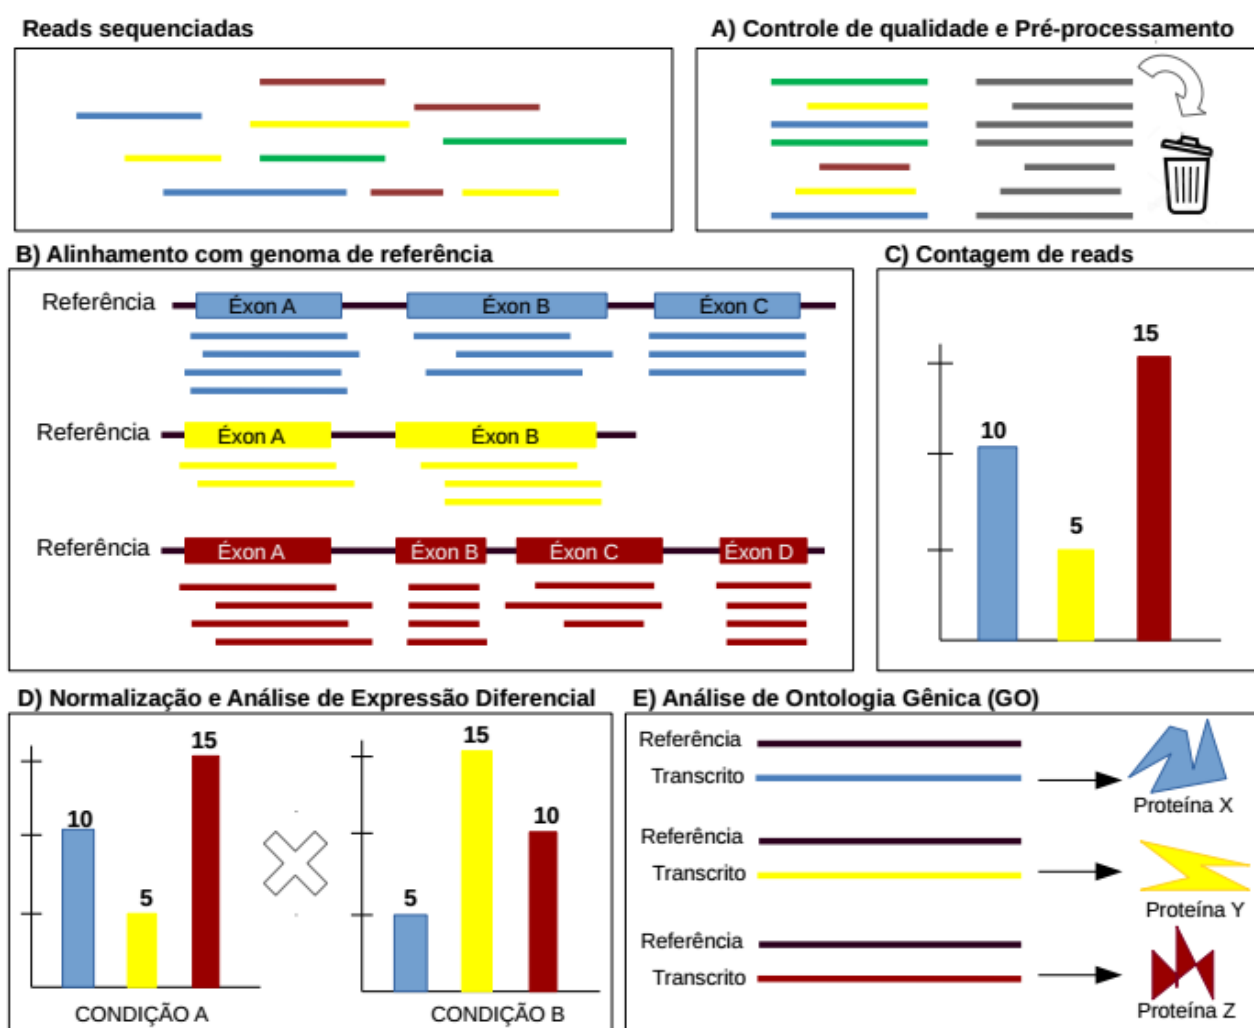 Reads sequenciadas
A) Controle de qualidade e Pré-processamento
B) Alinhamento com genoma de referência
Referência
Éxon A
Éxon B
Éxon C
Referência
Éxon A
Éxon B
Referência
Éxon A
Éxon B
Éxon C
Éxon D
C) Contagem de reads
10
5
15
D) Normalização e Análise de Expressão Diferencial
10
5
15
CONDIÇÃO A
5
15
10
CONDIÇÃO B
E) Análise de Ontologia Gênica (GO)
Referência
Transcrito
Proteína X
Referência
Transcrito
Proteína Y
Referência
Transcrito
Proteína Z